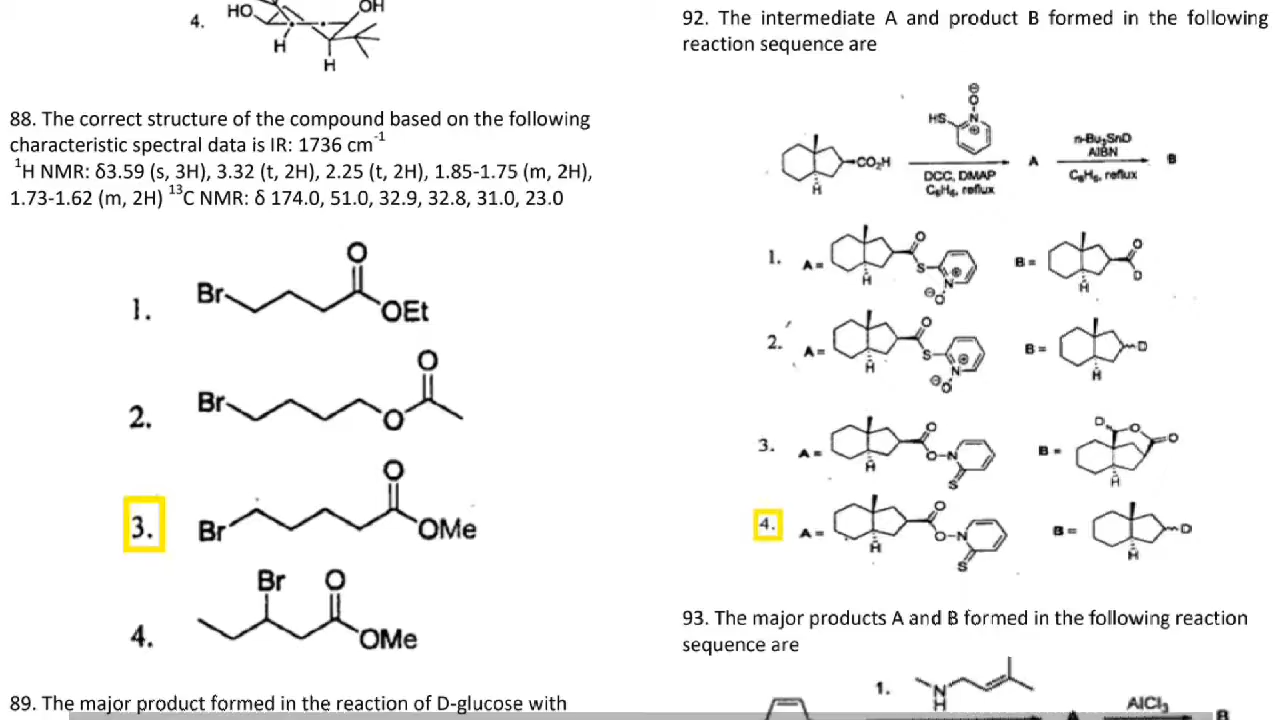 4.
HO
OH
H
H
88. The correct structure of the compound based on the following
characteristic spectral data is IR: 1736 cm⁻¹
¹H NMR: δ3.59 (s, 3H), 3.32 (t, 2H), 2.25 (t, 2H), 1.85-1.75 (m, 2H),
1.73-1.62 (m, 2H) ¹³C NMR: δ 174.0, 51.0, 32.9, 32.8, 31.0, 23.0
1. Br O OEt
2. Br O O
3. Br O OMe
4. Br O OMe
89. The major product formed in the reaction of D-glucose with
92. The intermediate A and product B formed in the following
reaction sequence are
HS N⊕ O⊖
CO₂H
H
DCC, DMAP
C₆H₆, reflux
A
n-Bu₃SnD
AIBN
C₆H₆, reflux
B
1. A= H O S N ⊕ ⊖O B= H O D
2. A= H O S N ⊕ ⊖O B= H D
3. A= H O O-N S B= D O O H
4. A= H O O-N S B= H D
93. The major products A and B formed in the following reaction
sequence are
1. N H
A
AlCl₃
B